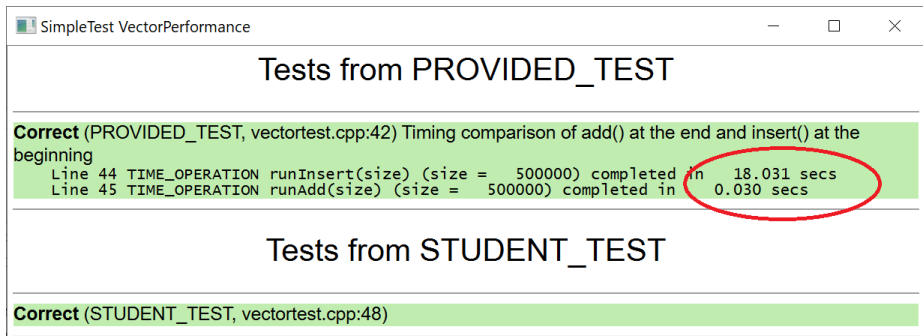 SimpleTest VectorPerformance
Tests from PROVIDED_TEST
Correct (PROVIDED_TEST, vectortest.cpp:42) Timing comparison of add() at the end and insert() at the
beginning
Line 44 TIME_OPERATION runInsert(size) (size =   500000) completed in   18.031 secs
Line 45 TIME_OPERATION runAdd(size) (size =   500000) completed in    0.030 secs
Tests from STUDENT_TEST
Correct (STUDENT_TEST, vectortest.cpp:48)